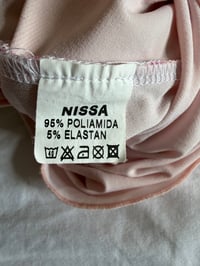 NISSA
95% POLIAMIDA
5% ELASTAN